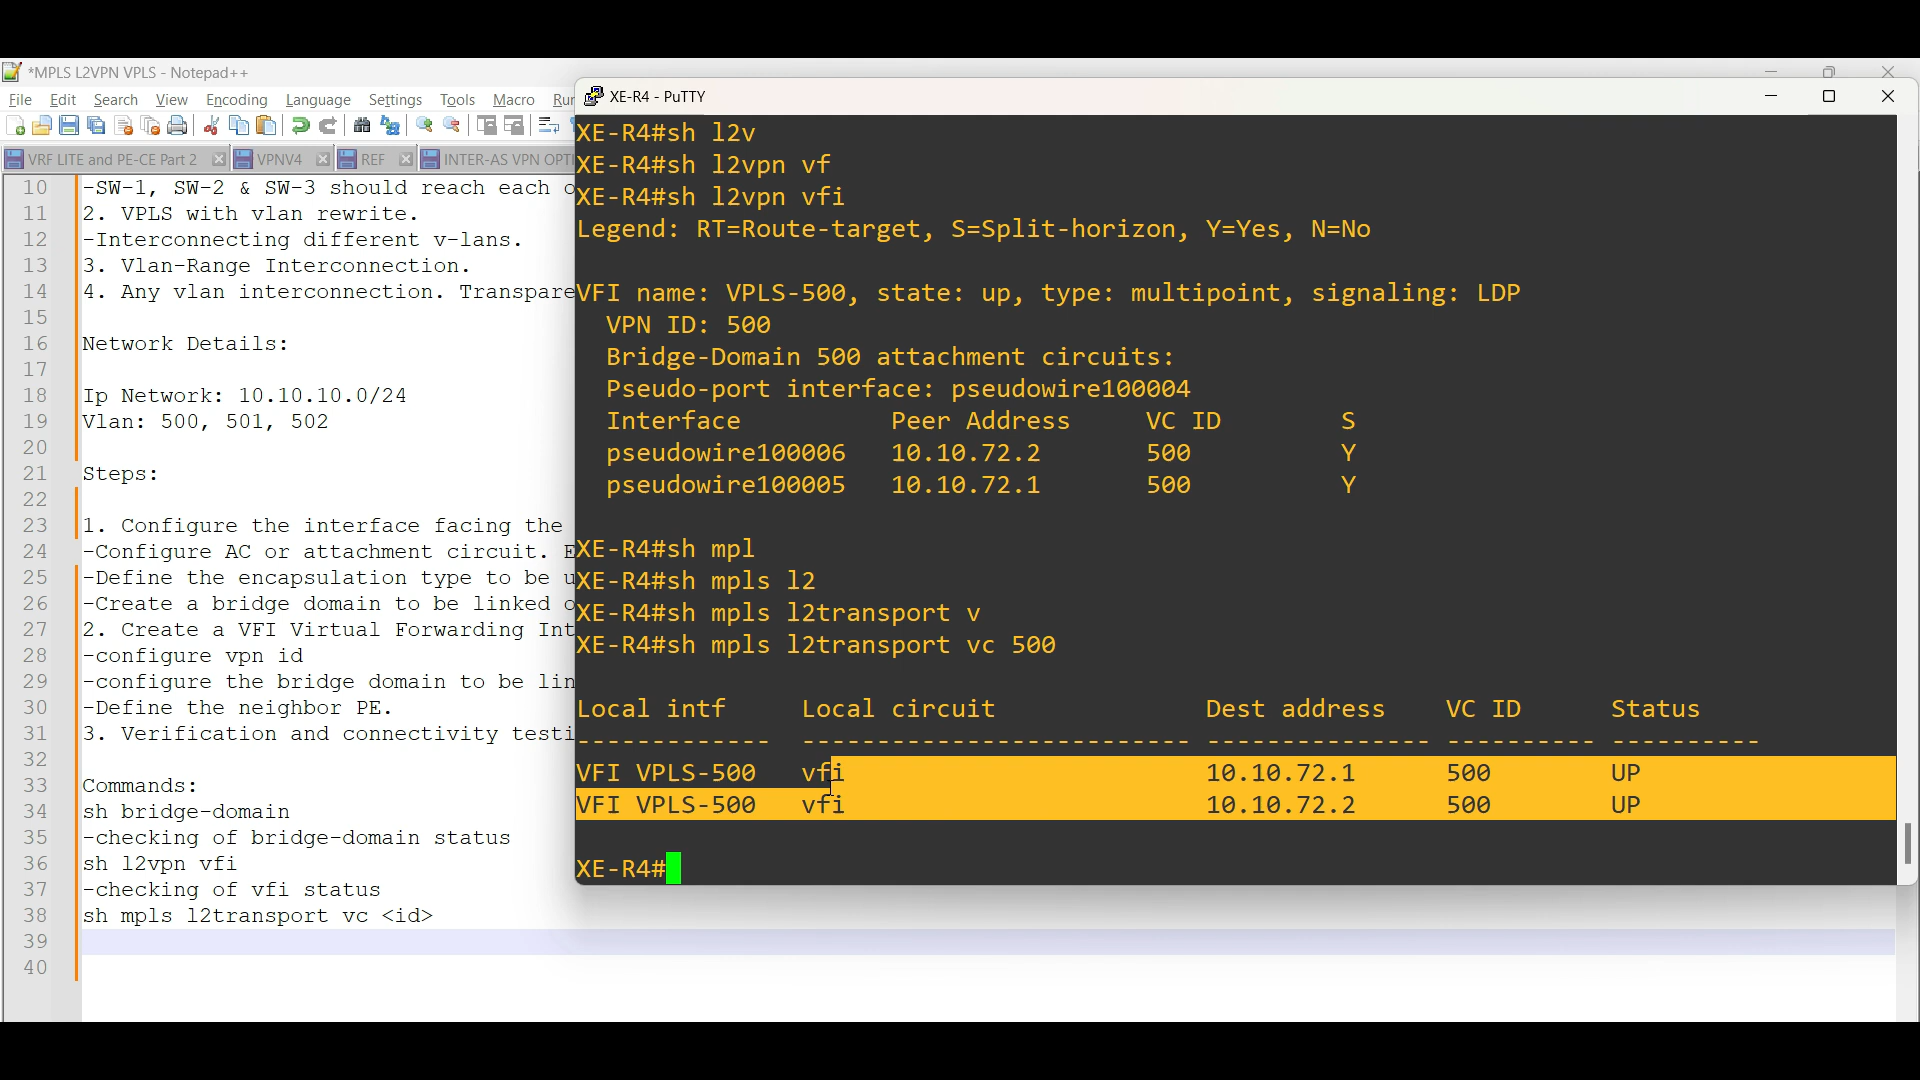 *MPLS L2VPN VPLS - Notepad++
File Edit Search View Encoding Language Settings Tools Macro Run
VRF LITE and PE-CE Part 2 VPNV4 REF INTER-AS VPN OPTI
10 -SW-1, SW-2 & SW-3 should reach each o
11 2. VPLS with vlan rewrite.
12 -Interconnecting different v-lans.
13 3. Vlan-Range Interconnection.
14 4. Any vlan interconnection. Transpare
15
16 Network Details:
17
18 Ip Network: 10.10.10.0/24
19 Vlan: 500, 501, 502
20
21 Steps:
22
23 1. Configure the interface facing the
24 -Configure AC or attachment circuit. E
25 -Define the encapsulation type to be u
26 -Create a bridge domain to be linked o
27 2. Create a VFI Virtual Forwarding Int
28 -configure vpn id
29 -configure the bridge domain to be lin
30 -Define the neighbor PE.
31 3. Verification and connectivity testi
32
33 Commands:
34 sh bridge-domain
35 -checking of bridge-domain status
36 sh l2vpn vfi
37 -checking of vfi status
38 sh mpls l2transport vc <id>
39
40
XE-R4 - PuTTY
XE-R4#sh l2v
XE-R4#sh l2vpn vf
XE-R4#sh l2vpn vfi
Legend: RT=Route-target, S=Split-horizon, Y=Yes, N=No
VFI name: VPLS-500, state: up, type: multipoint, signaling: LDP
VPN ID: 500
Bridge-Domain 500 attachment circuits:
Pseudo-port interface: pseudowire100004
Interface Peer Address VC ID S
pseudowire100006 10.10.72.2 500 Y
pseudowire100005 10.10.72.1 500 Y
XE-R4#sh mpl
XE-R4#sh mpls l2
XE-R4#sh mpls l2transport v
XE-R4#sh mpls l2transport vc 500
Local intf Local circuit Dest address VC ID Status
------------- -------------------------- --------------- ---------- ----------
VFI VPLS-500 vfi 10.10.72.1 500 UP
VFI VPLS-500 vfi 10.10.72.2 500 UP
XE-R4#